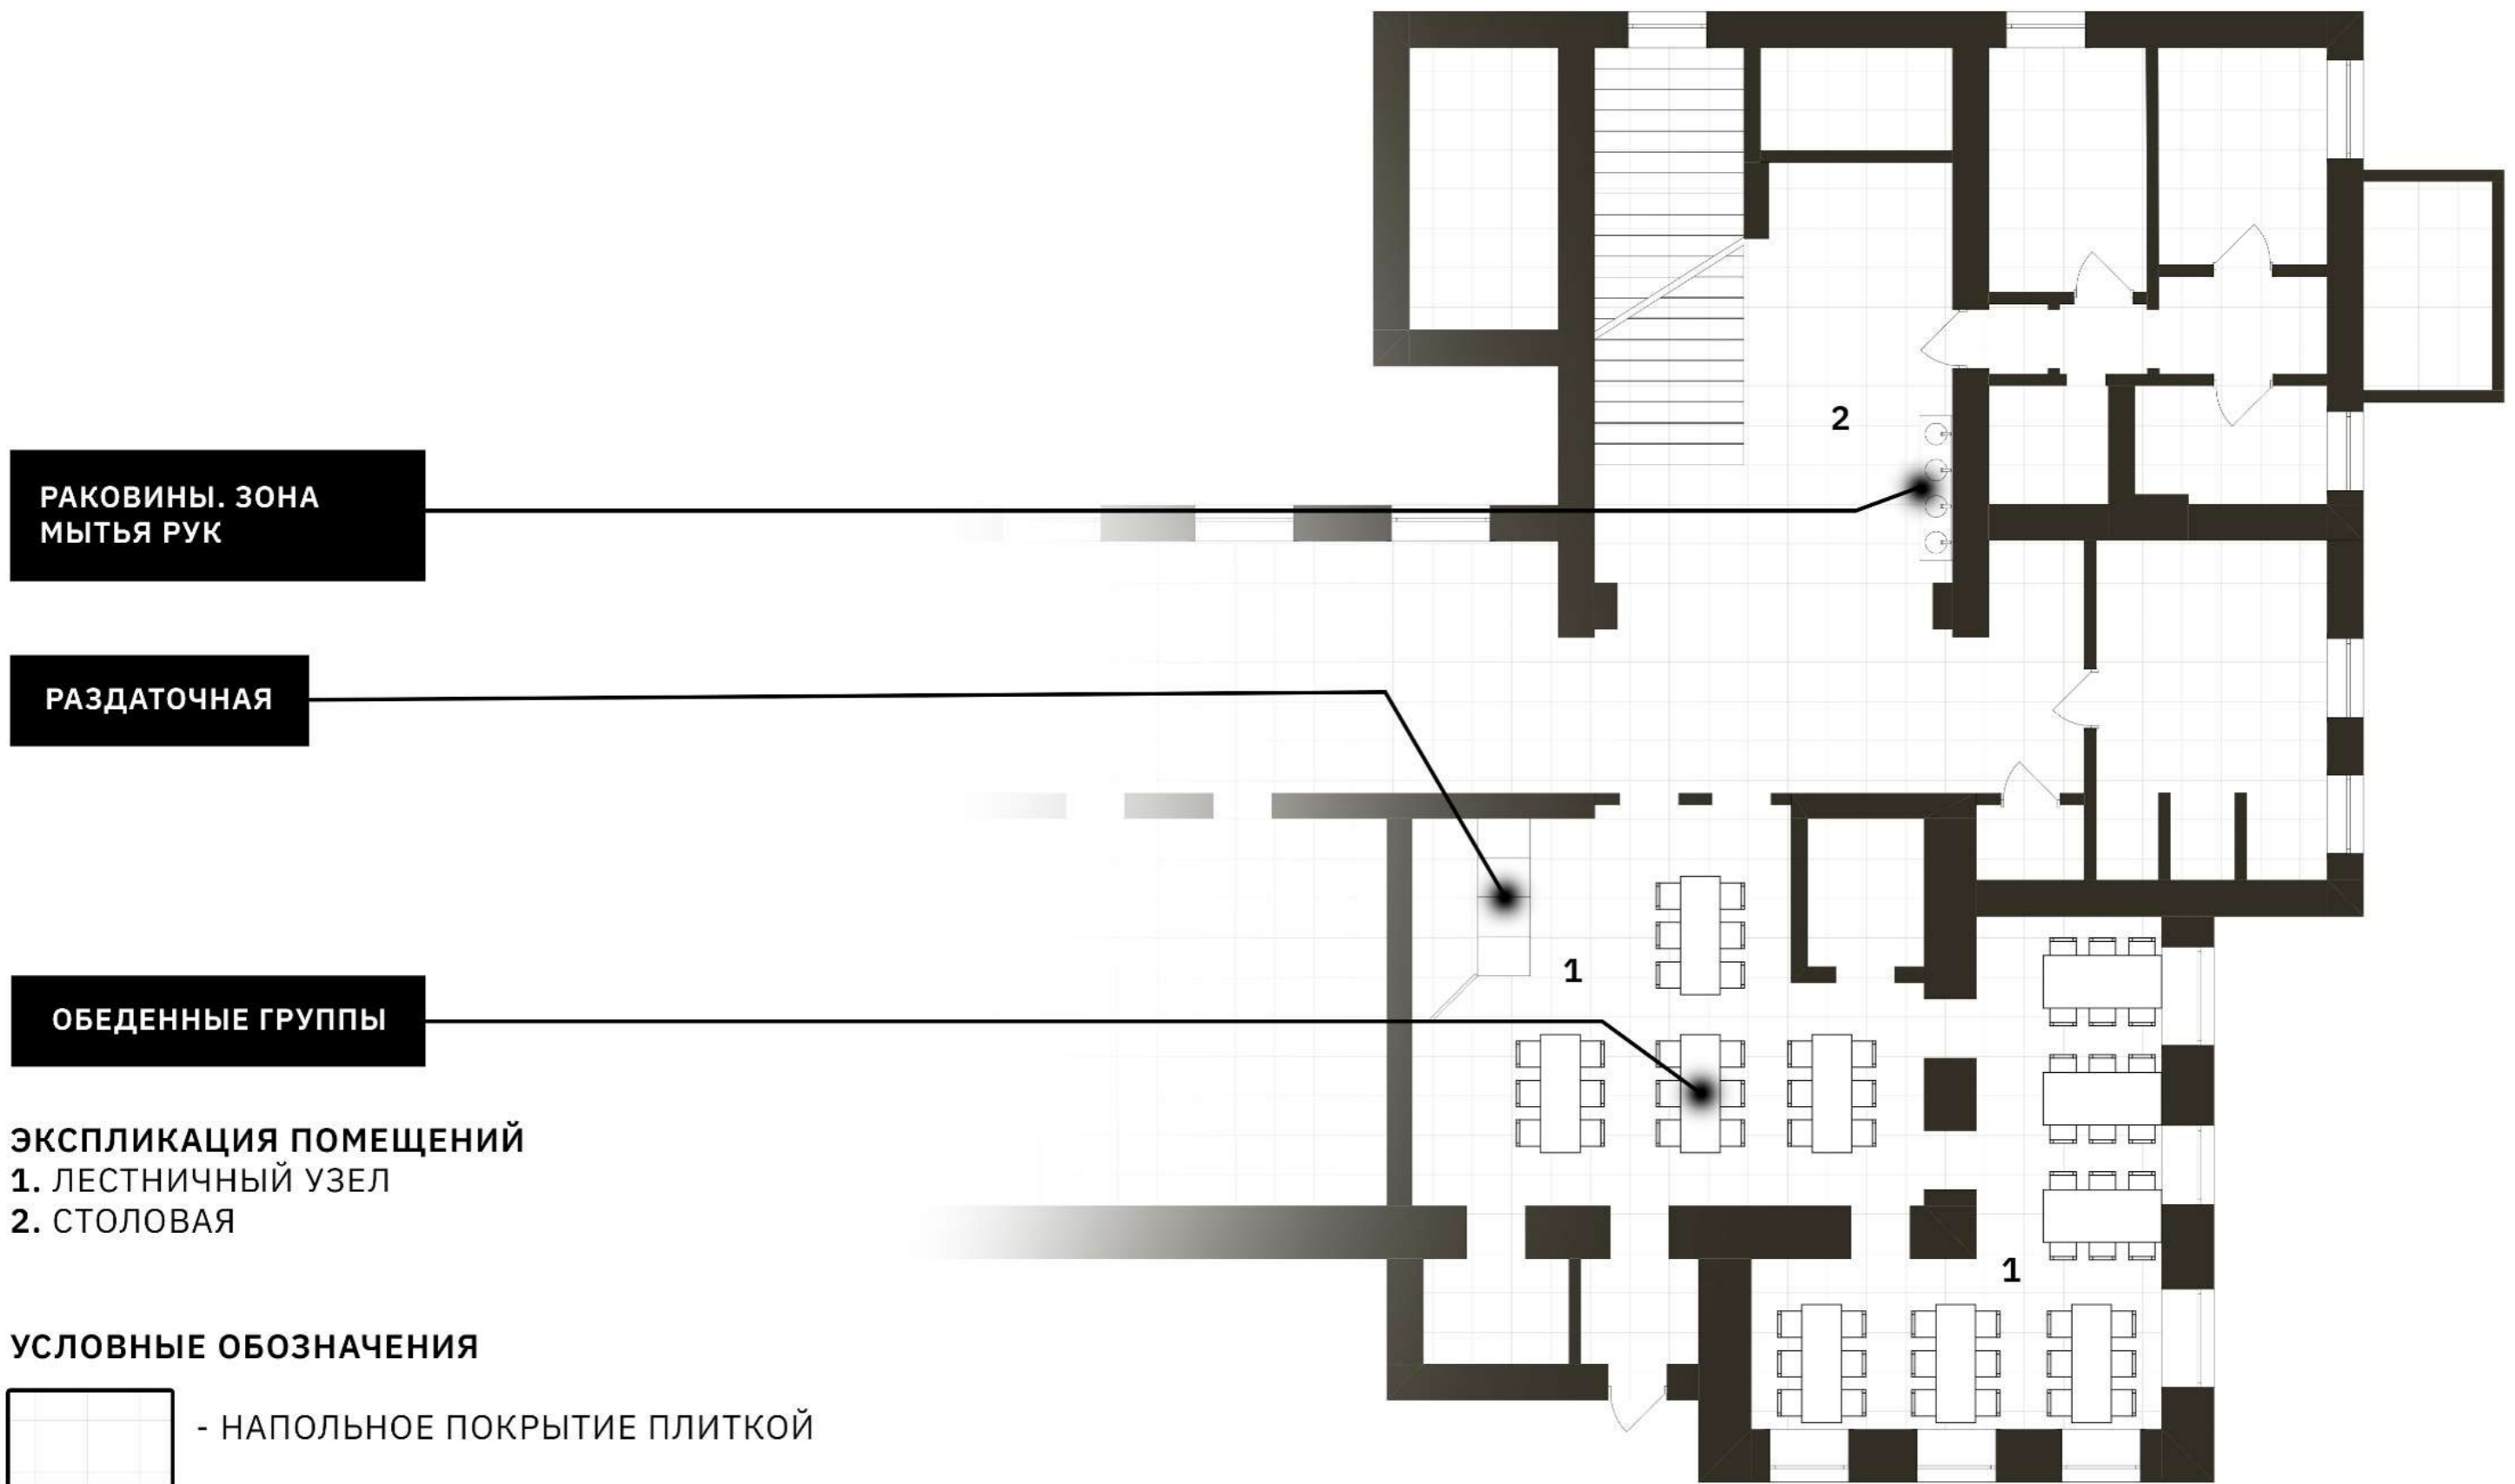 РАКОВИНЫ. ЗОНА
МЫТЬЯ РУК
РАЗДАТОЧНАЯ
ОБЕДЕННЫЕ ГРУППЫ
ЭКСПЛИКАЦИЯ ПОМЕЩЕНИЙ
1. ЛЕСТНИЧНЫЙ УЗЕЛ
2. СТОЛОВАЯ
УСЛОВНЫЕ ОБОЗНАЧЕНИЯ
- НАПОЛЬНОЕ ПОКРЫТИЕ ПЛИТКОЙ
2
1
1